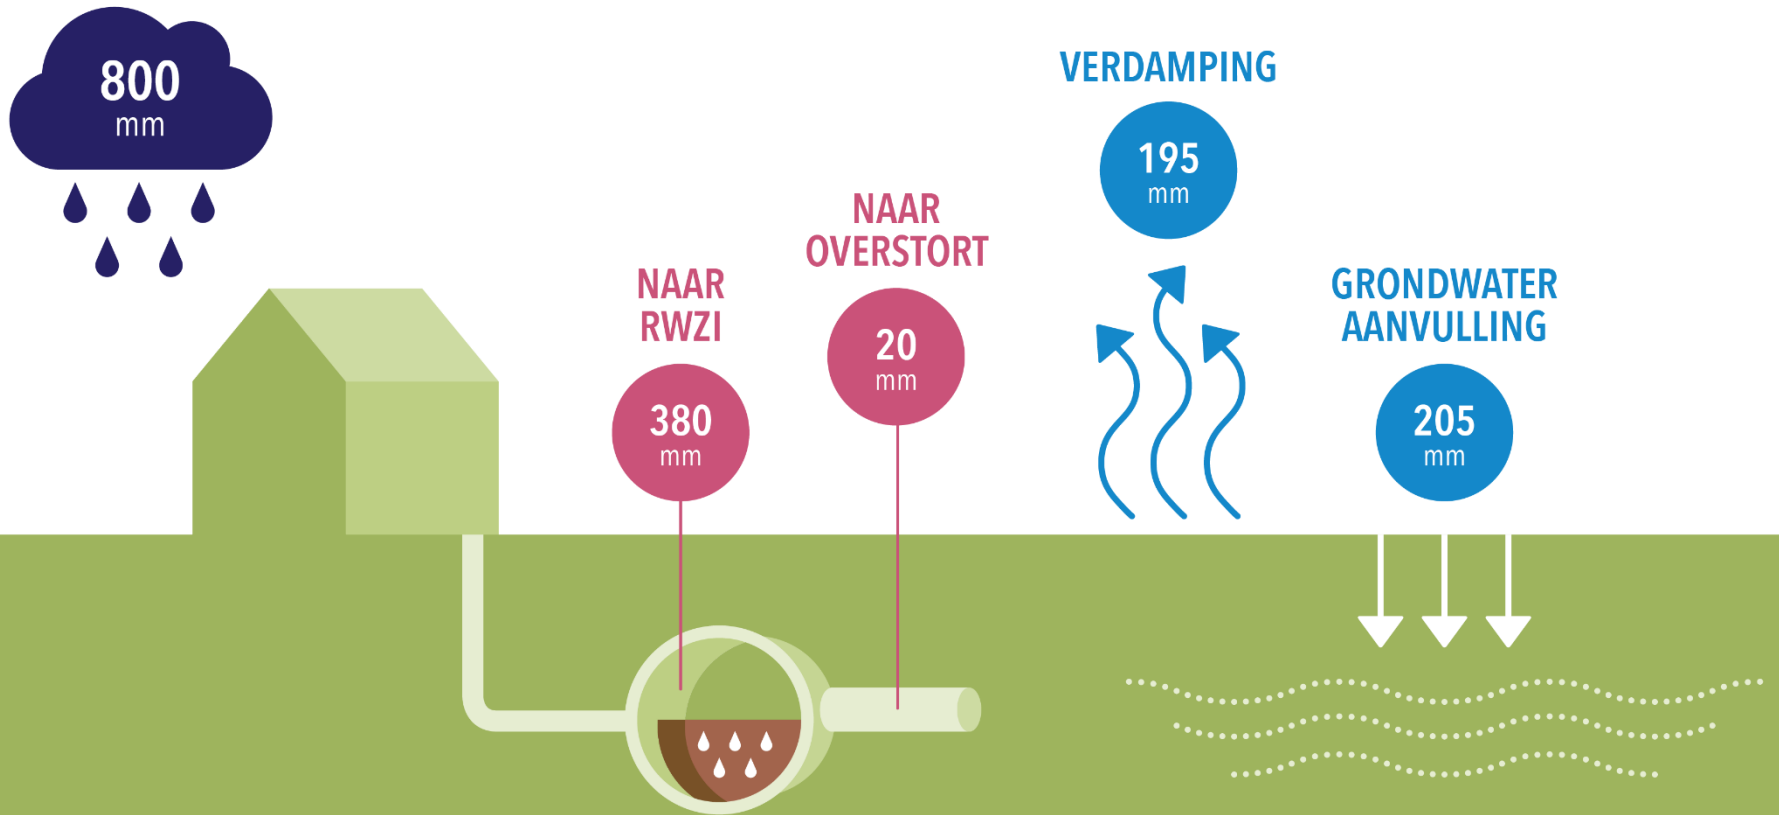 800
mm
NAAR
RWZI
380
mm
NAAR
OVERSTORT
20
mm
VERDAMPING
195
mm
GRONDWATER
AANVULLING
205
mm